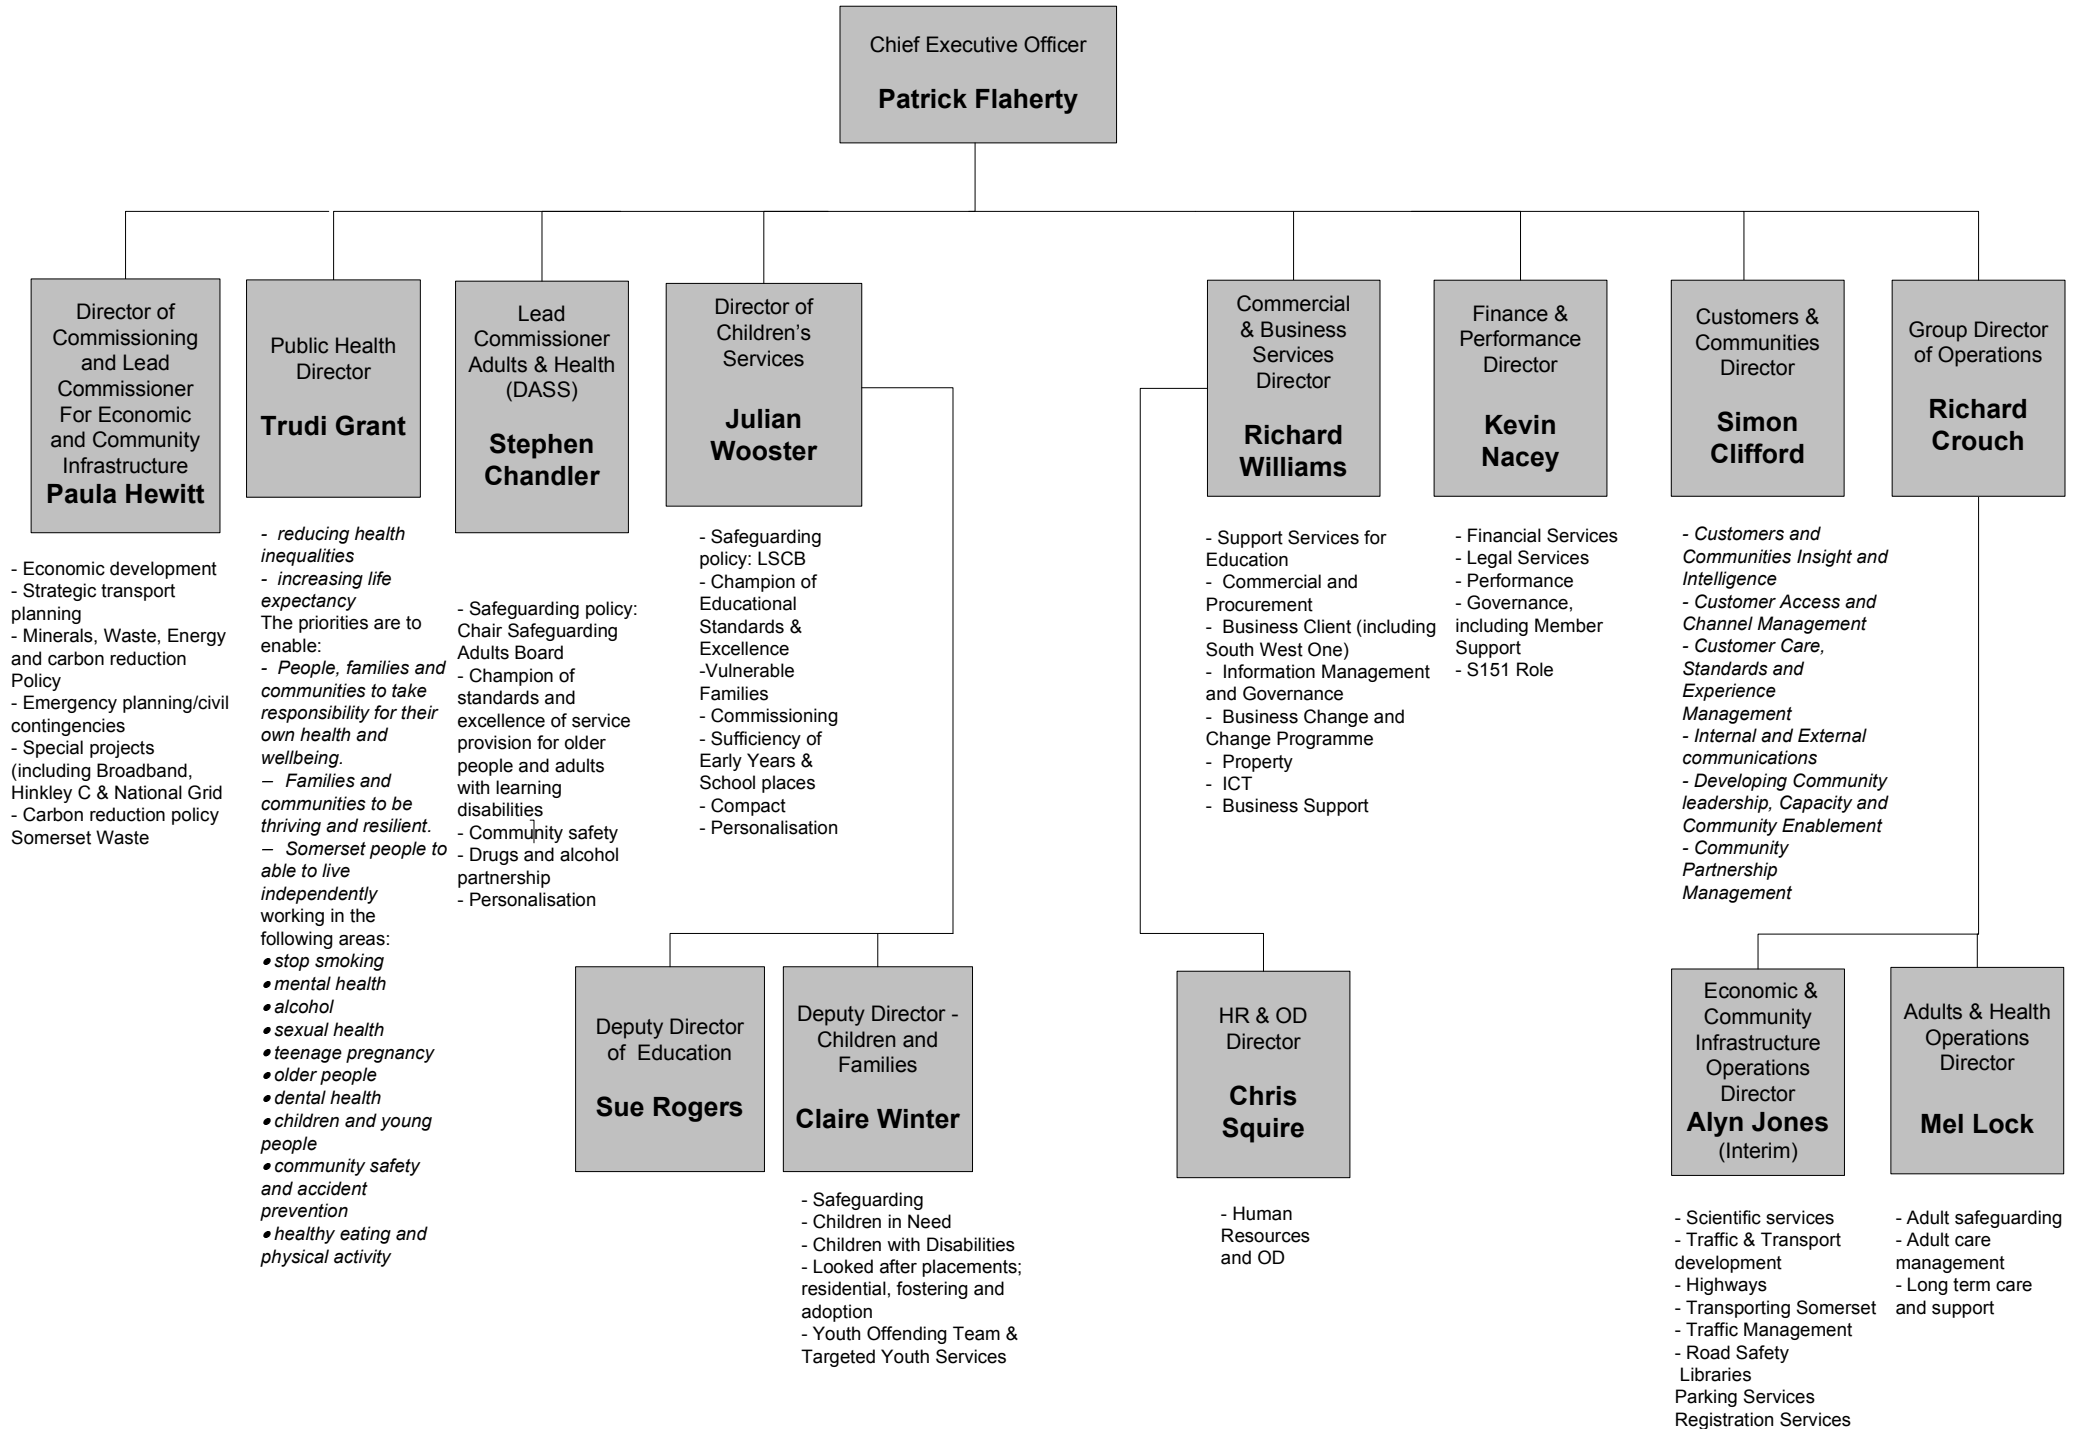 Chief Executive Officer
Patrick Flaherty
Director of
Commissioning
and Lead
Commissioner
For Economic
and Community
Infrastructure
Paula Hewitt
- Economic development
- Strategic transport
planning
- Minerals, Waste, Energy
and carbon reduction
Policy
- Emergency planning/civil
contingencies
- Special projects
(including Broadband,
Hinkley C & National Grid
- Carbon reduction policy
Somerset Waste
Public Health
Director
Trudi Grant
- reducing health
inequalities
- increasing life
expectancy
The priorities are to
enable:
- People, families and
communities to take
responsibility for their
own health and
wellbeing.
– Families and
communities to be
thriving and resilient.
– Somerset people to
able to live
independently
working in the
following areas:
• stop smoking
• mental health
• alcohol
• sexual health
• teenage pregnancy
• older people
• dental health
• children and young
people
• community safety
and accident
prevention
• healthy eating and
physical activity
Lead
Commissioner
Adults & Health
(DASS)
Stephen
Chandler
- Safeguarding policy:
Chair Safeguarding
Adults Board
- Champion of
standards and
excellence of service
provision for older
people and adults
with learning
disabilities
- Community safety
- Drugs and alcohol
partnership
- Personalisation
Director of
Children’s
Services
Julian
Wooster
- Safeguarding
policy: LSCB
- Champion of
Educational
Standards &
Excellence
-Vulnerable
Families
- Commissioning
- Sufficiency of
Early Years &
School places
- Compact
- Personalisation
Commercial
& Business
Services
Director
Richard
Williams
- Support Services for
Education
- Commercial and
Procurement
- Business Client (including
South West One)
- Information Management
and Governance
- Business Change and
Change Programme
- Property
- ICT
- Business Support
Finance &
Performance
Director
Kevin
Nacey
- Financial Services
- Legal Services
- Performance
- Governance,
including Member
Support
- S151 Role
Customers &
Communities
Director
Simon
Clifford
- Customers and
Communities Insight and
Intelligence
- Customer Access and
Channel Management
- Customer Care,
Standards and
Experience
Management
- Internal and External
communications
- Developing Community
leadership, Capacity and
Community Enablement
- Community
Partnership
Management
Group Director
of Operations
Richard
Crouch
Deputy Director
of Education
Sue Rogers
Deputy Director -
Children and
Families
Claire Winter
- Safeguarding
- Children in Need
- Children with Disabilities
- Looked after placements;
residential, fostering and
adoption
- Youth Offending Team &
Targeted Youth Services
HR & OD
Director
Chris
Squire
- Human
Resources
and OD
Economic &
Community
Infrastructure
Operations
Director
Alyn Jones
(Interim)
- Scientific services
- Traffic & Transport
development
- Highways
- Transporting Somerset
- Traffic Management
- Road Safety
Libraries
Parking Services
Registration Services
Adults & Health
Operations
Director
Mel Lock
- Adult safeguarding
- Adult care
management
- Long term care
and support